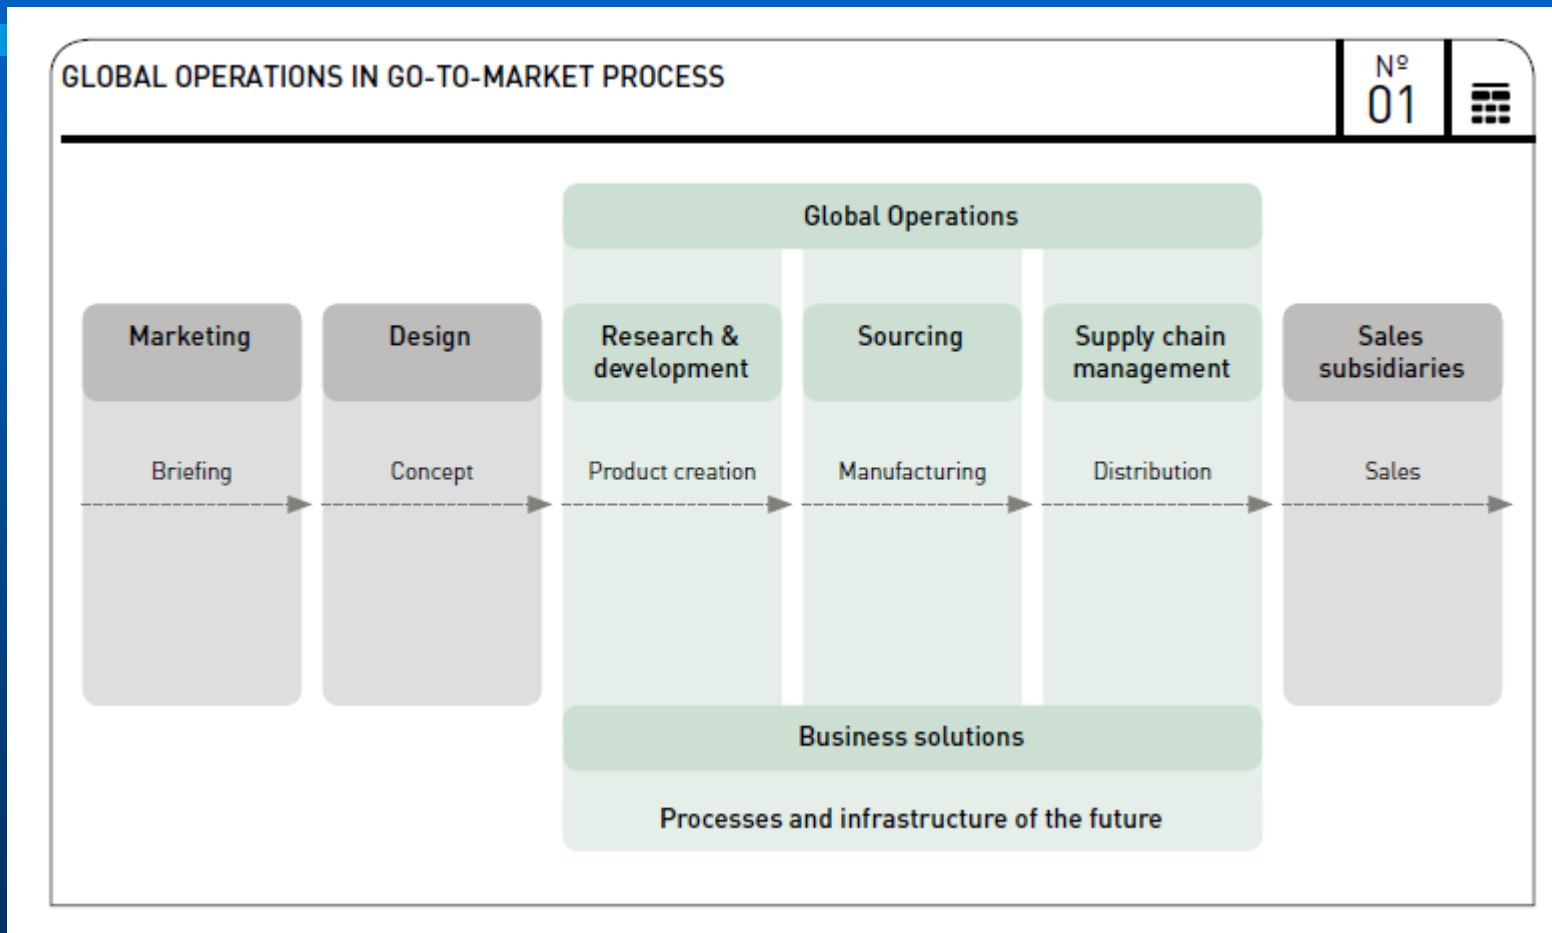 GLOBAL OPERATIONS IN GO-TO-MARKET PROCESS
Nº
01
Global Operations
Marketing
Design
Research &
development
Sourcing
Supply chain
management
Sales
subsidiaries
Briefing
Concept
Product creation
Manufacturing
Distribution
Sales
Business solutions
Processes and infrastructure of the future